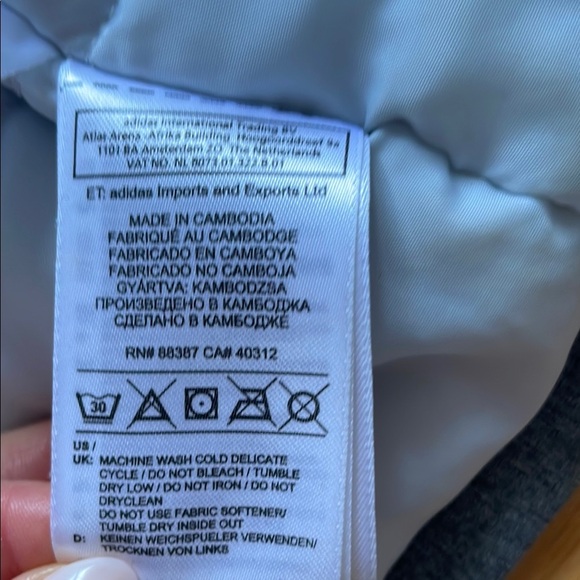 adidas International Trading BV
Atlas Arena-Afrika Building, Hoogoorddreef 9a
1101 BA Amsterdam ZO, The Netherlands
VAT NO. NL 8073.01.327.B.01
ET: adidas Imports and Exports Ltd
MADE IN CAMBODIA
FABRIQUÉ AU CAMBODGE
FABRICADO EN CAMBOYA
FABRICADO NO CAMBOJA
GYÁRTVA: KAMBODZSA
ПРОИЗВЕДЕНО В КАМБОДЖА
СДЕЛАНО В КАМБОДЖЕ
RN# 88387 CA# 40312
30
US /
UK: MACHINE WASH COLD DELICATE
CYCLE / DO NOT BLEACH / TUMBLE
DRY LOW / DO NOT IRON / DO NOT
DRYCLEAN
DO NOT USE FABRIC SOFTENER/
TUMBLE DRY INSIDE OUT
D: KEINEN WEICHSPUELER VERWENDEN/
TROCKNEN VON LINKS